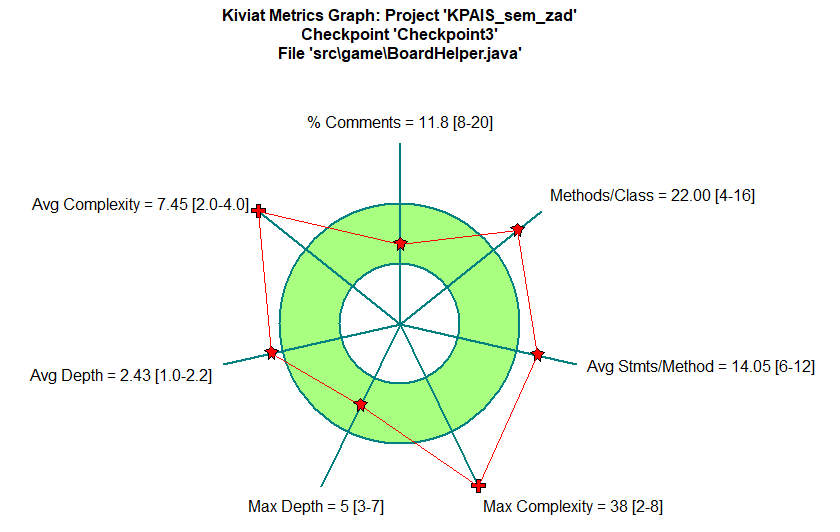 Kiviat Metrics Graph: Project 'KPAIS_sem_zad'
Checkpoint 'Checkpoint3'
File 'src\game\BoardHelper.java'
% Comments = 11.8 [8-20]
Methods/Class = 22.00 [4-16]
Avg Complexity = 7.45 [2.0-4.0]
Avg Stmts/Method = 14.05 [6-12]
Avg Depth = 2.43 [1.0-2.2]
Max Depth = 5 [3-7]
Max Complexity = 38 [2-8]